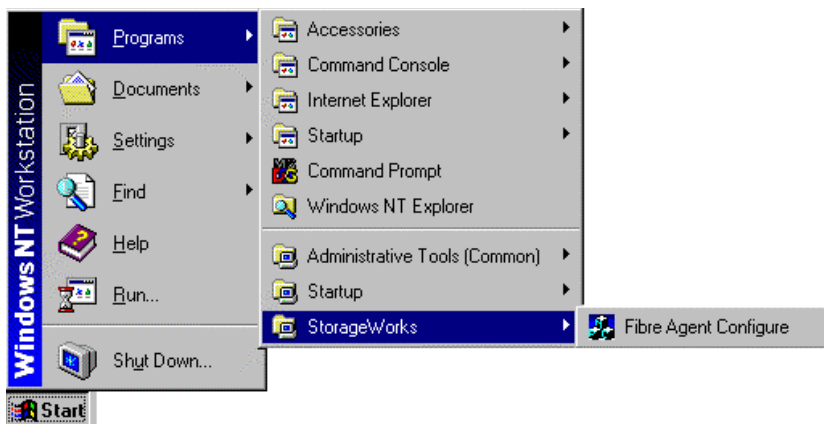 Windows NT Workstation
Programs
Documents
Settings
Find
Help
Run...
Shut Down...
Start
Accessories
Command Console
Internet Explorer
Startup
Command Prompt
Windows NT Explorer
Administrative Tools (Common)
Startup
StorageWorks
Fibre Agent Configure